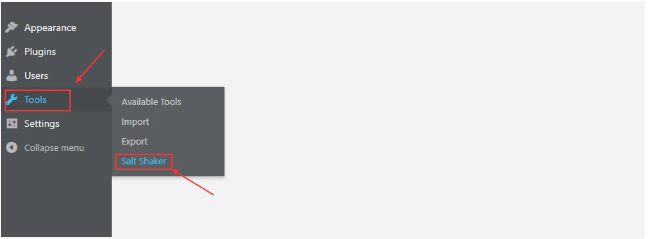 Appearance
Plugins
Users
Tools
Available Tools
Import
Export
Salt Shaker
Settings
Collapse menu